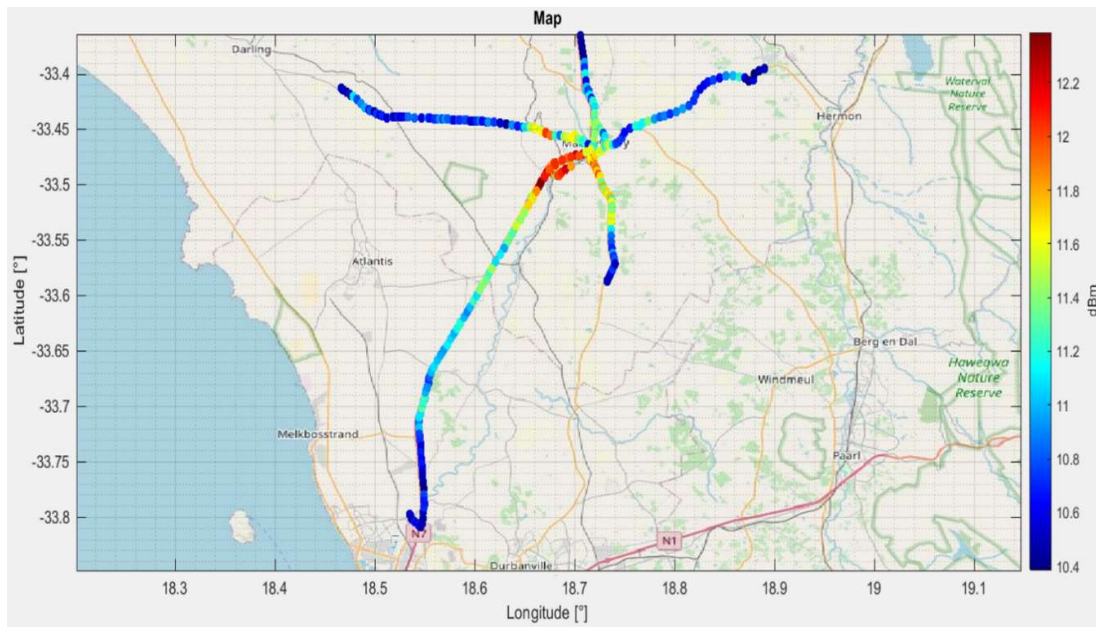 Map
Darling
-33.4
Waterval
Nature
Reserve
12.2
Hermon
12
-33.45
11.8
-33.5
-33.55
11.6
Atlantis
Latitude [°]
dBm
-33.6
11.4
-33.65
Berg en Dal
11.2
Hawequa
Nature
Reserve
Windmeul
-33.7
11
Melkbosstrand
-33.75
Paarl
10.8
-33.8
N7
N1
10.6
Durbanville
10.4
18.3
18.4
18.5
18.6
18.7
18.8
18.9
19
19.1
Longitude [°]